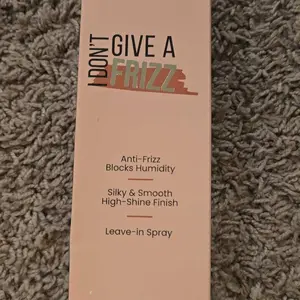 I DON'T
GIVE A
FRIZZ
Anti-Frizz
Blocks Humidity
Silky & Smooth
High-Shine Finish
Leave-in Spray